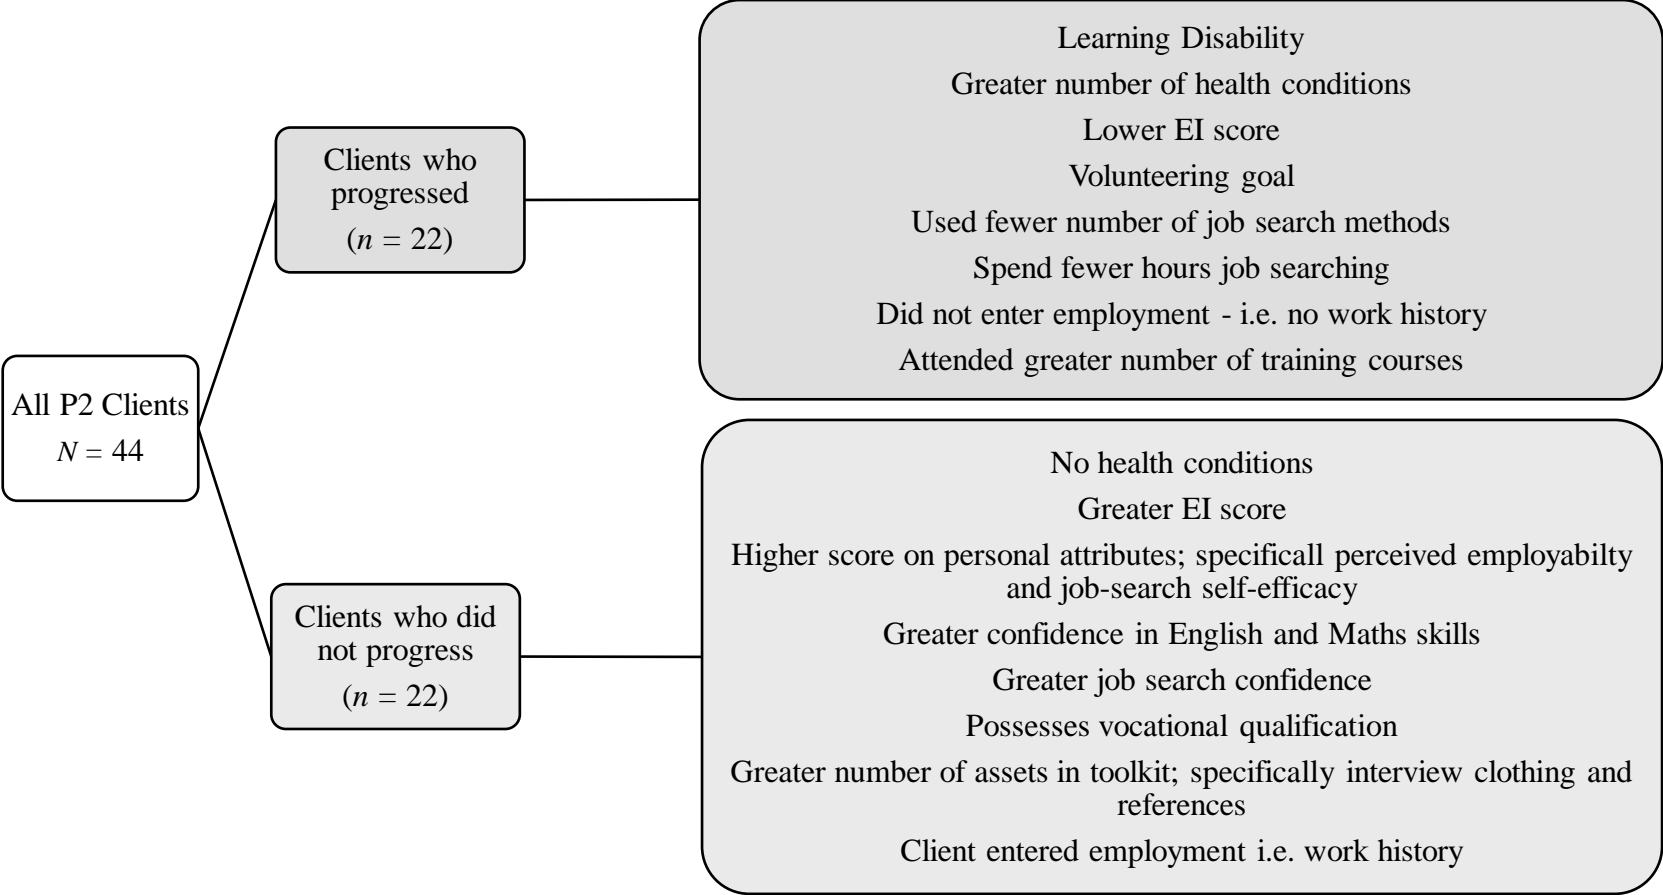 All P2 Clients
N = 44
Clients who
progressed
(n = 22)
Learning Disability
Greater number of health conditions
Lower EI score
Volunteering goal
Used fewer number of job search methods
Spend fewer hours job searching
Did not enter employment - i.e. no work history
Attended greater number of training courses
Clients who did
not progress
(n = 22)
No health conditions
Greater EI score
Higher score on personal attributes; specificall perceived employabilty
and job-search self-efficacy
Greater confidence in English and Maths skills
Greater job search confidence
Possesses vocational qualification
Greater number of assets in toolkit; specifically interview clothing and
references
Client entered employment i.e. work history